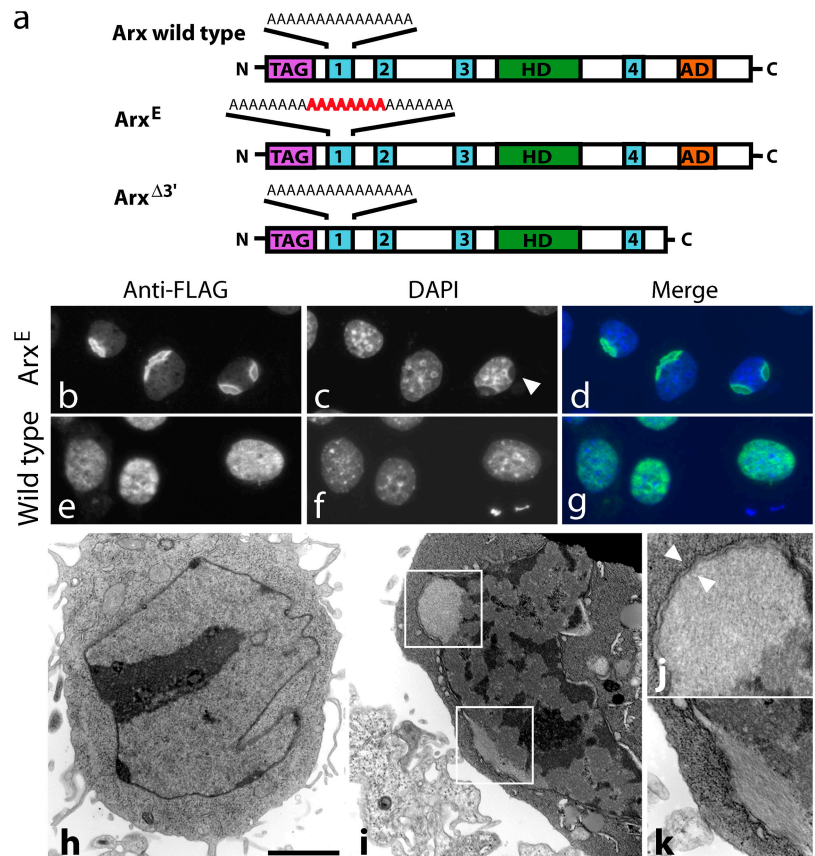 a
AAAAAAAAAAAAAAA
Arx wild type
N TAG 1 2 3 HD 4 AD C
AAAAAAAAAAAAAAAAAAAAAAA
Arx E
N TAG 1 2 3 HD 4 AD C
AAAAAAAAAAAAAAA
Arx Δ3'
N TAG 1 2 3 HD 4 C
Anti-FLAG DAPI Merge
Arx E
b c d
Wild type
e f g
h i j
k